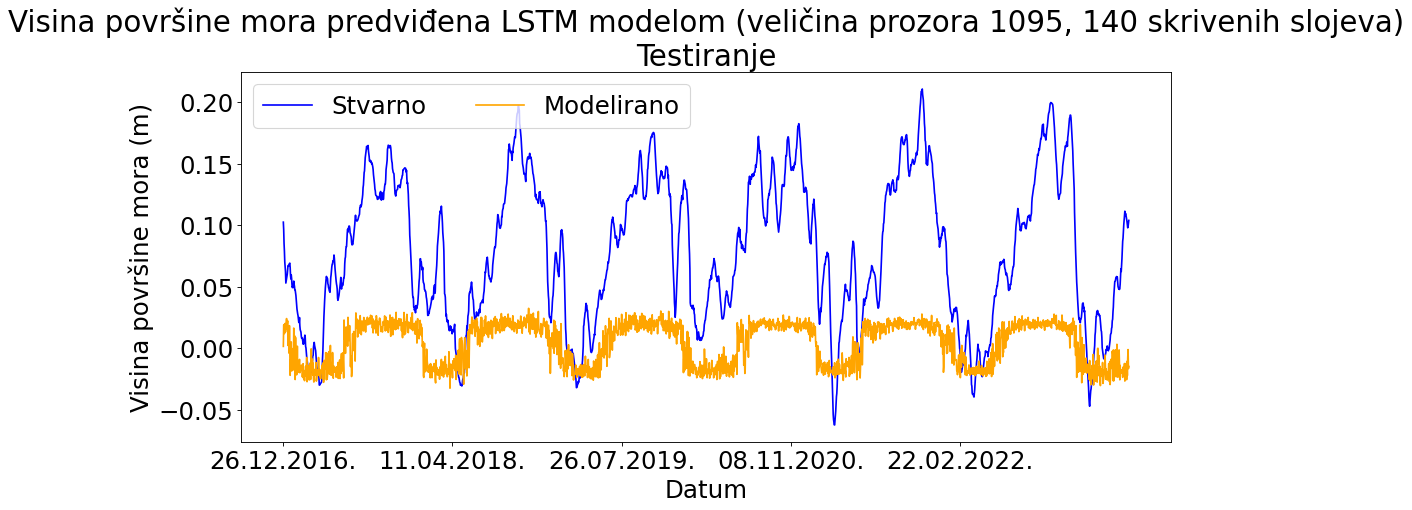 Visina površine mora predviđena LSTM modelom (veličina prozora 1095, 140 skrivenih slojeva)
Testiranje
Stvarno Modelirano
Visina površine mora (m)
0.20
0.15
0.10
0.05
0.00
−0.05
26.12.2016. 11.04.2018. 26.07.2019. 08.11.2020. 22.02.2022.
Datum